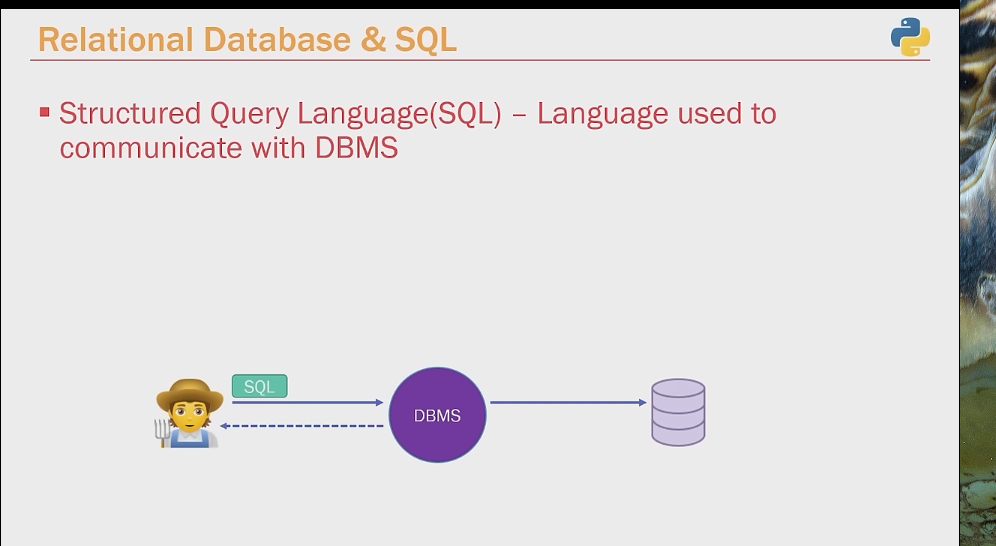 Relational Database & SQL
▪ Structured Query Language(SQL) – Language used to
communicate with DBMS
SQL
DBMS